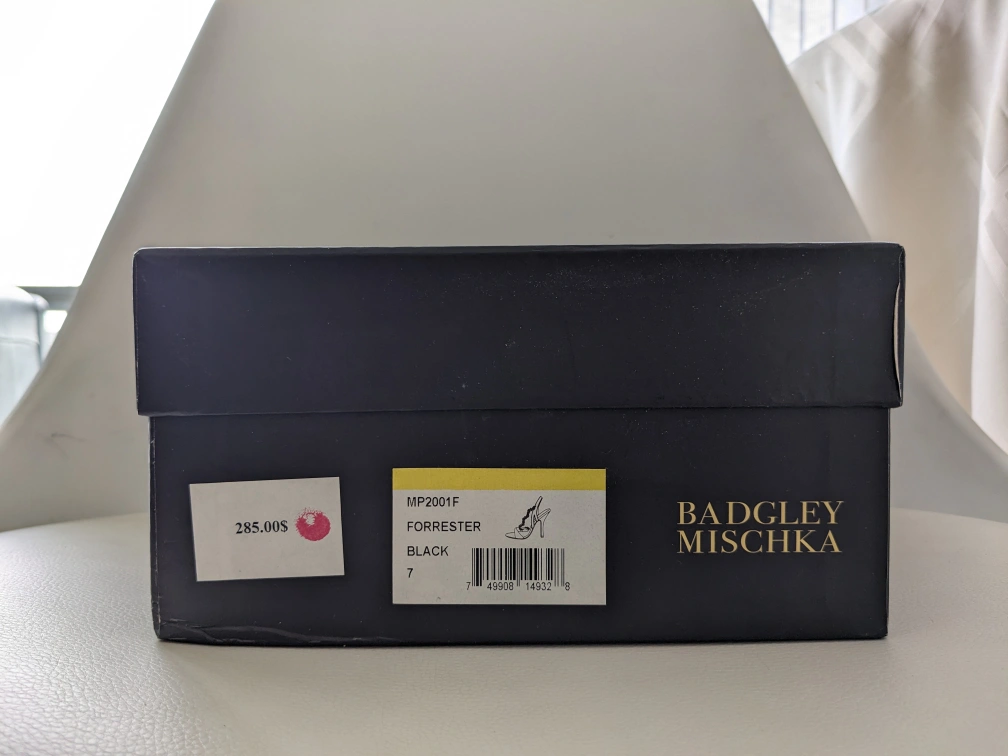 285.00$
MP2001F
FORRESTER
BLACK
7
7 49908 14932 8
BADGLEY
MISCHKA